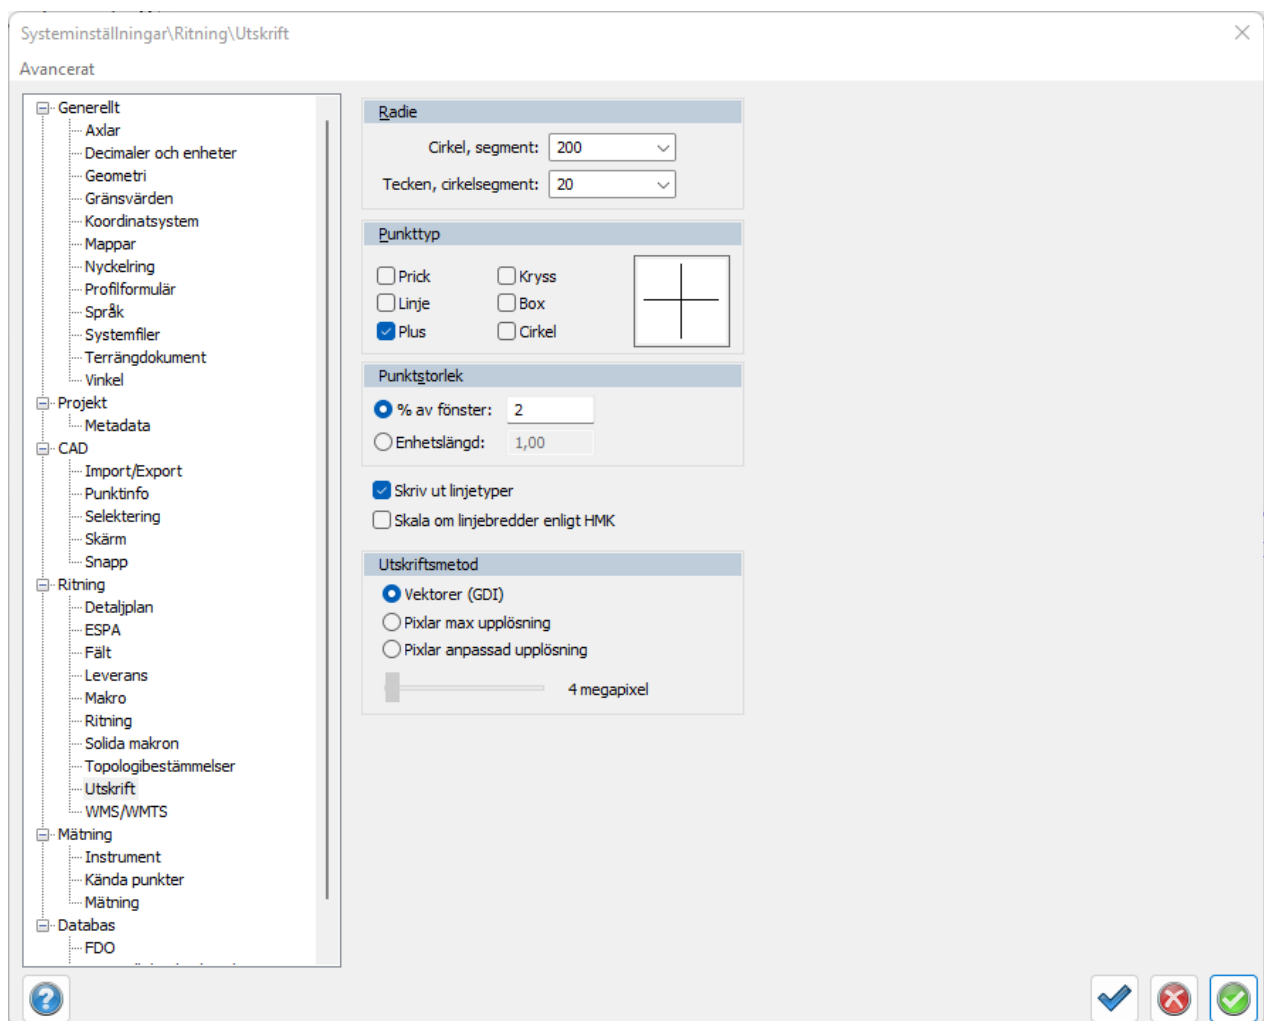 Systeminställningar\Ritning\Utskrift
Avancerat
Generellt
Axlar
Decimaler och enheter
Geometri
Gränsvärden
Koordinatsystem
Mappar
Nyckelring
Profilformulär
Språk
Systemfiler
Terrängdokument
Vinkel
Projekt
Metadata
CAD
Import/Export
Punktinfo
Selektering
Skärm
Snapp
Ritning
Detaljplan
ESPA
Fält
Leverans
Makro
Ritning
Solida makron
Topologibestämmelser
Utskrift
WMS/WMTS
Mätning
Instrument
Kända punkter
Mätning
Databas
FDO
Radie
Cirkel, segment: 200
Tecken, cirkelsegment: 20
Punkttyp
Prick Kryss
Linje Box
Plus Cirkel
Punktstorlek
% av fönster: 2
Enhetslängd: 1,00
Skriv ut linjetyper
Skala om linjebredder enligt HMK
Utskriftsmetod
Vektorer (GDI)
Pixlar max upplösning
Pixlar anpassad upplösning
4 megapixel